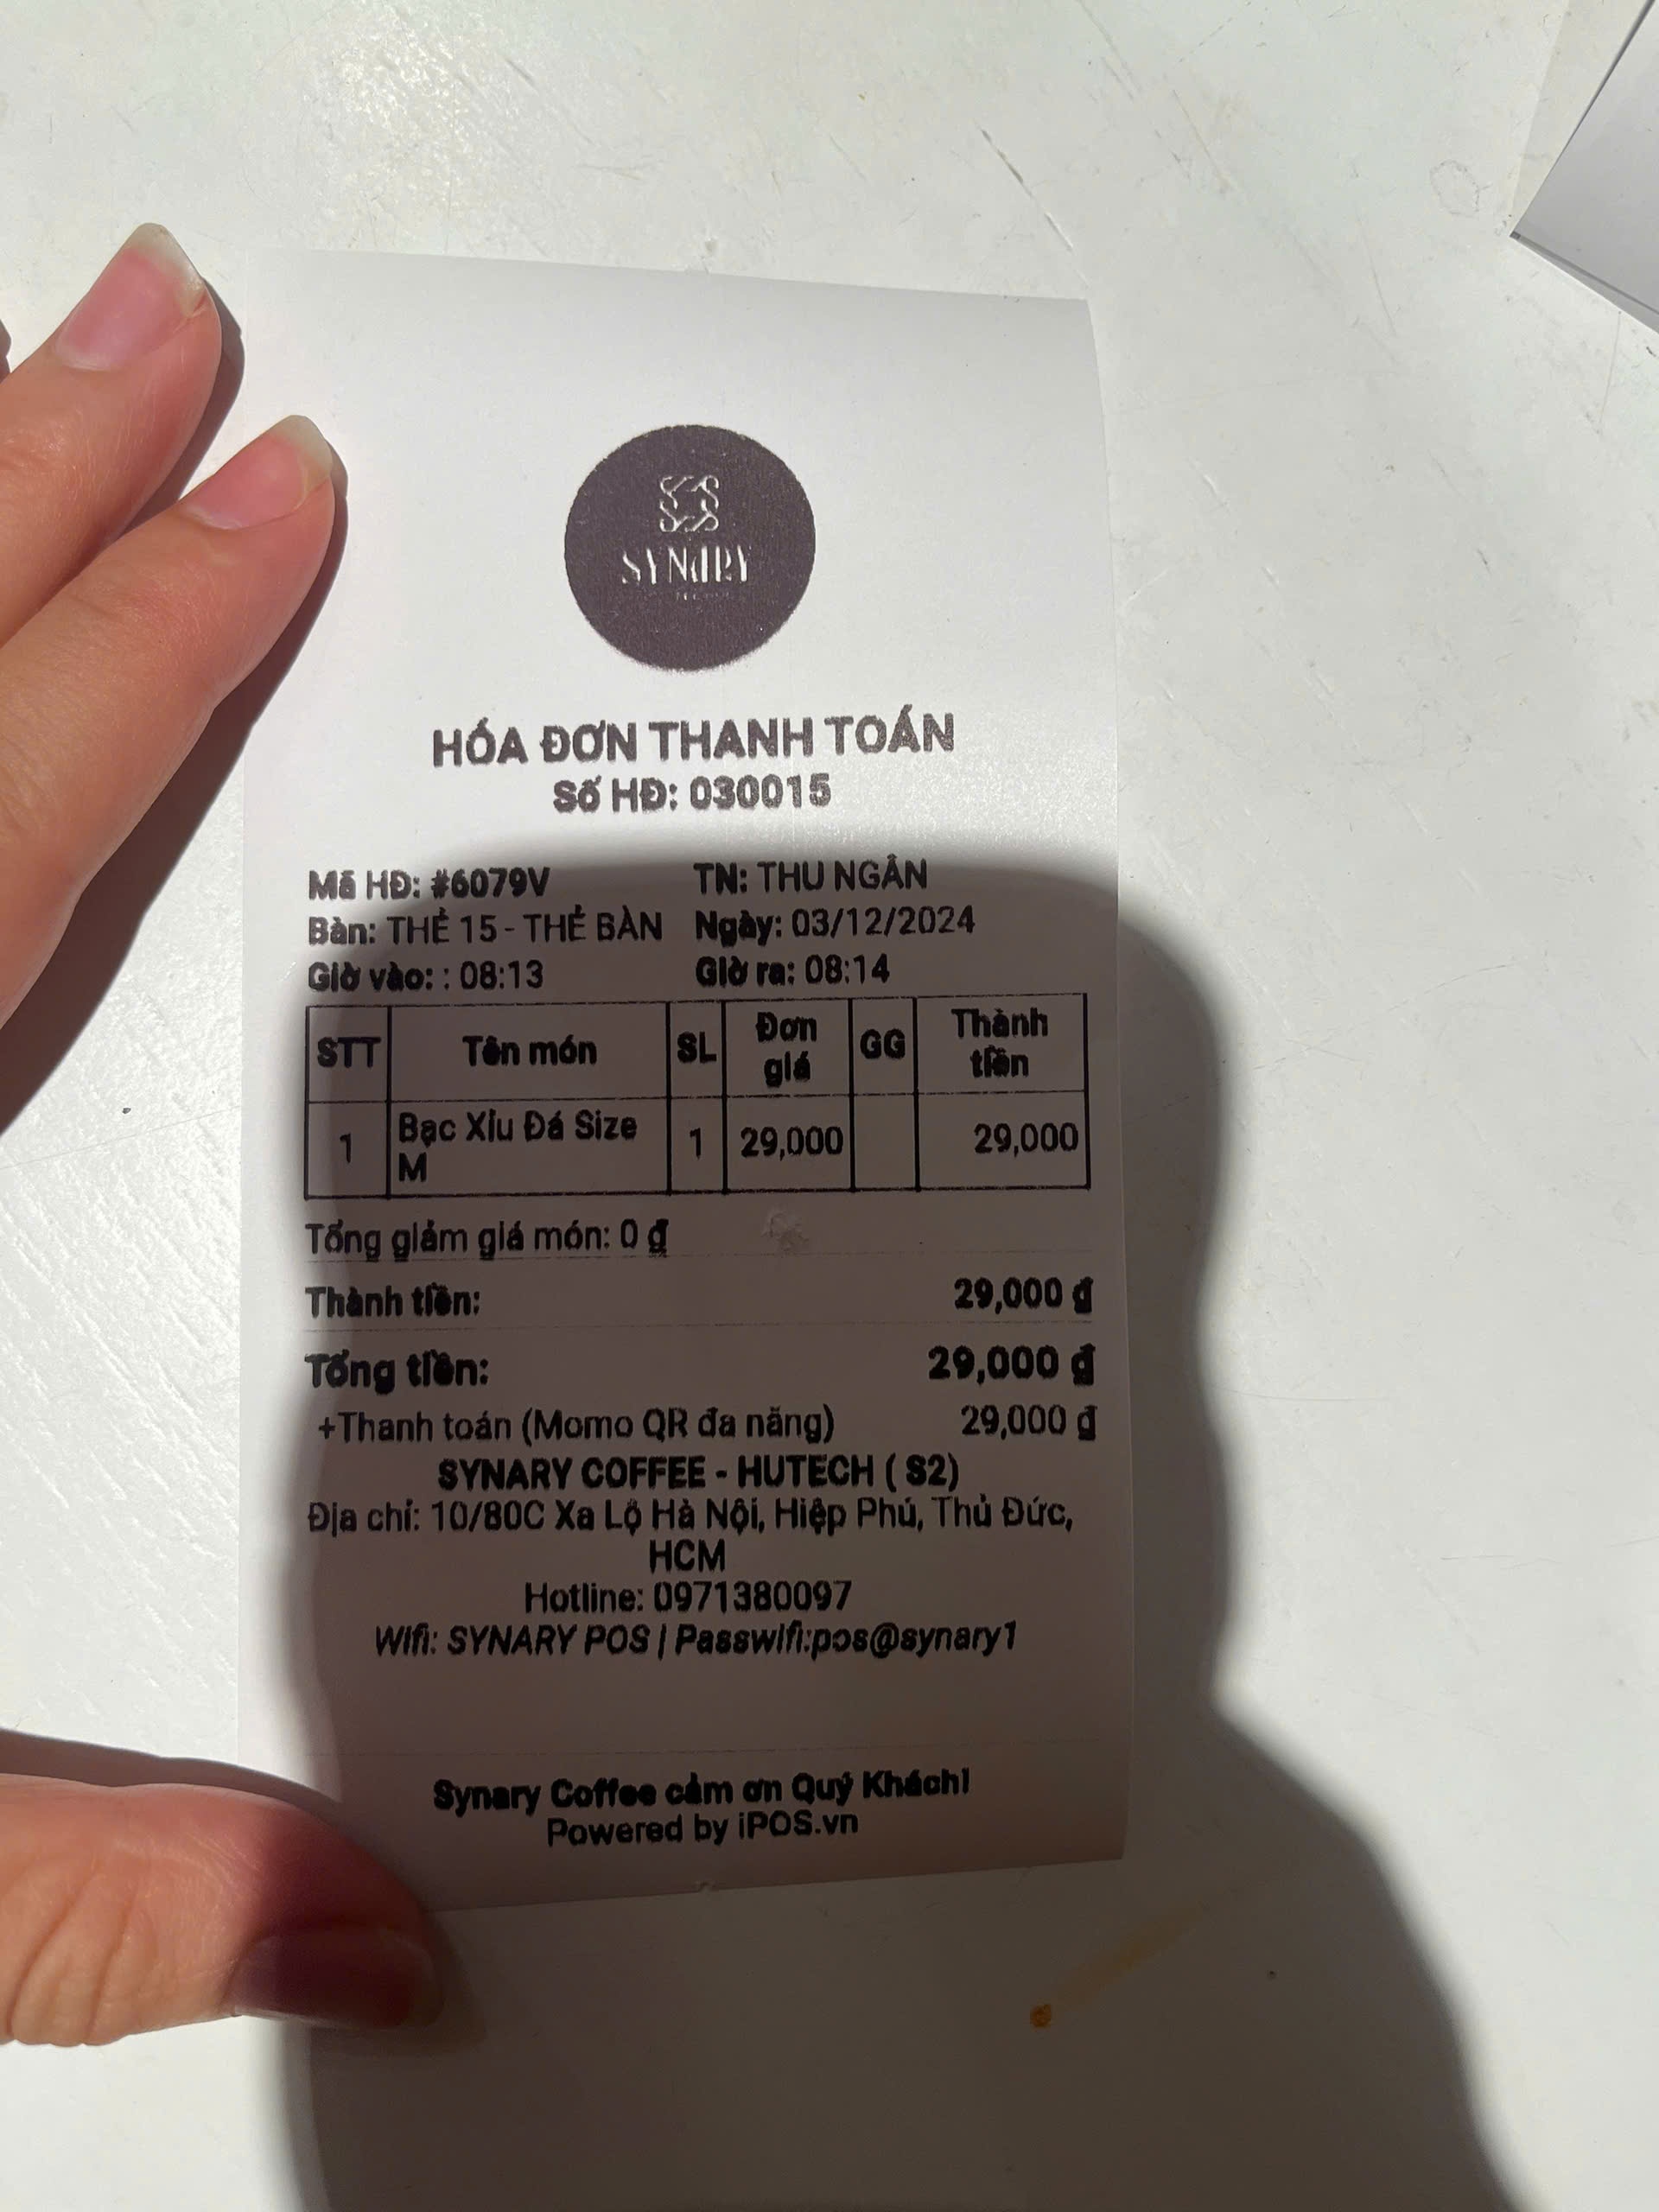 SYNARY
HÓA ĐƠN THANH TOÁN
Số HĐ: 030015
Mã HĐ: #6079V TN: THU NGÂN
Bàn: THẺ 15 - THẺ BÀN Ngày: 03/12/2024
Giờ vào: : 08:13 Giờ ra: 08:14
STT Tên món SL Đơn giá GG Thành tiền
1 Bạc Xỉu Đá Size M 1 29,000 29,000
Tổng giảm giá món: 0 ₫
Thành tiền: 29,000 ₫
Tổng tiền: 29,000 ₫
+Thanh toán (Momo QR đa năng) 29,000 ₫
SYNARY COFFEE - HUTECH ( S2)
Địa chỉ: 10/80C Xa Lộ Hà Nội, Hiệp Phú, Thủ Đức,
HCM
Hotline: 0971380097
Wifi: SYNARY POS | Passwifi:pos@synary1
Synary Coffee cảm ơn Quý Khách!
Powered by iPOS.vn